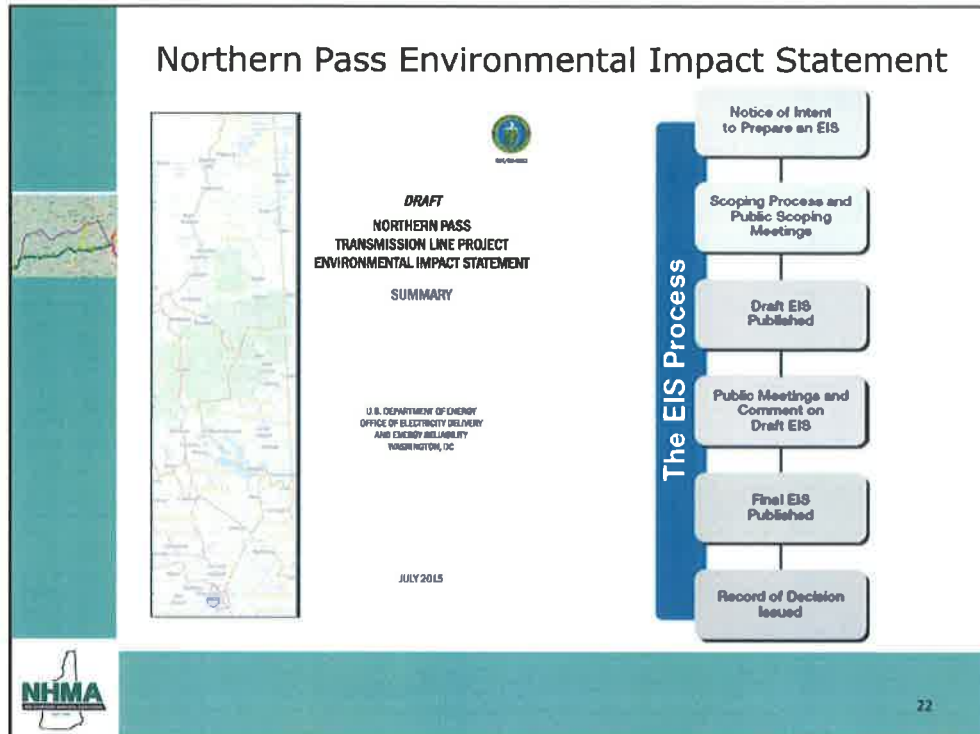 Northern Pass Environmental Impact Statement
DRAFT
NORTHERN PASS
TRANSMISSION LINE PROJECT
ENVIRONMENTAL IMPACT STATEMENT
SUMMARY
U.S. DEPARTMENT OF ENERGY
OFFICE OF ELECTRICITY DELIVERY
AND ENERGY RELIABILITY
WASHINGTON, DC
JULY 2015
The EIS Process
Notice of Intent
to Prepare an EIS
Scoping Process and
Public Scoping
Meetings
Draft EIS
Published
Public Meetings and
Comment on
Draft EIS
Final EIS
Published
Record of Decision
Issued
NHMA
22